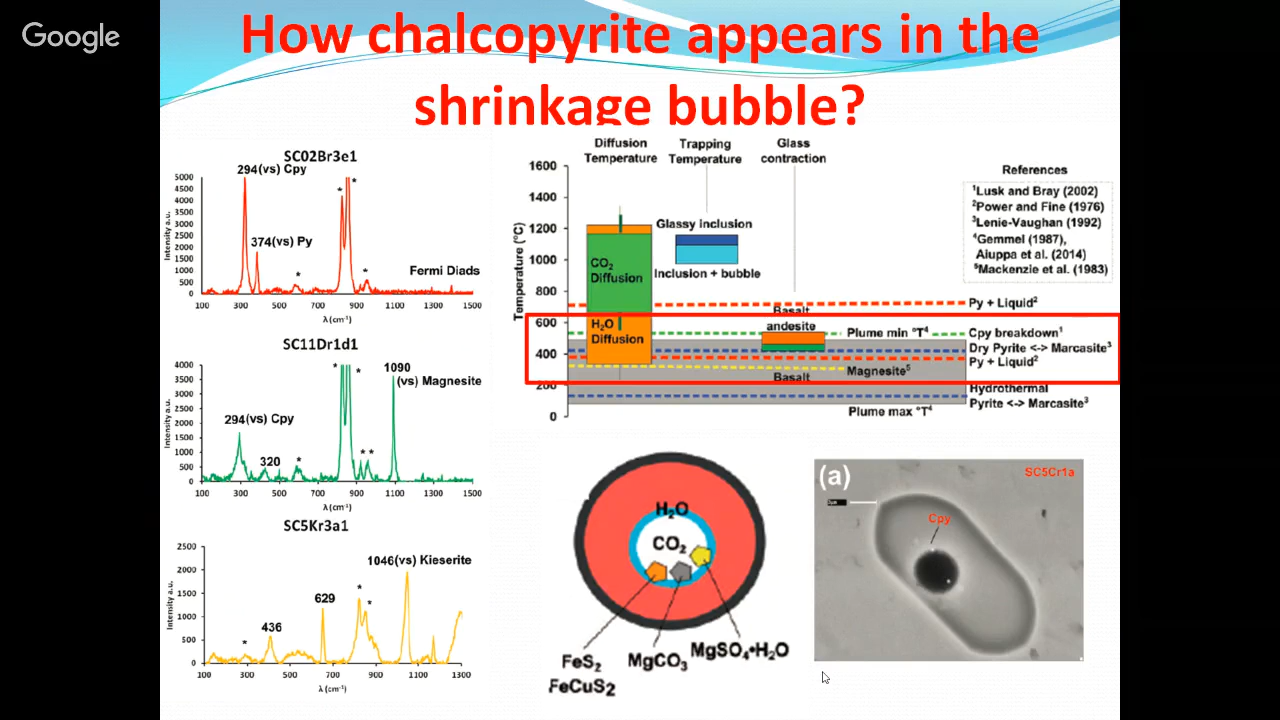 Google
How chalcopyrite appears in the
shrinkage bubble?
SC02Br3e1
294(vs) Cpy
374(vs) Py
*
*
*
*
Fermi Diads
Intensity a.u.
5000
4500
4000
3500
3000
2500
2000
1500
1000
500
0
100 300 500 700 900 1100 1300 1500
λ (cm⁻¹)
SC11Dr1d1
294(vs) Cpy
320
*
*
*
* *
1090
(vs) Magnesite
Intensity a.u.
4000
3500
3000
2500
2000
1500
1000
500
0
100 300 500 700 900 1100 1300 1500
λ (cm⁻¹)
SC5Kr3a1
1046(vs) Kieserite
*
436
629
*
*
Intensity a.u.
2500
2000
1500
1000
500
0
100 300 500 700 900 1100 1300
λ (cm⁻¹)
Diffusion
Temperature
Trapping
Temperature
Glass
contraction
Temperature (°C)
1600
1400
1200
1000
800
600
400
200
0
CO₂
Diffusion
H₂O
Diffusion
Glassy inclusion
Inclusion + bubble
Basalt
andesite
Basalt
Plume min °T⁴
Magnesite⁵
Plume max °T⁴
References
¹Lusk and Bray (2002)
²Power and Fine (1976)
³Lenie-Vaughan (1992)
⁴Gemmel (1987),
Aiuppa et al. (2014)
⁵Mackenzie et al. (1983)
Py + Liquid²
Cpy breakdown¹
Dry Pyrite <-> Marcasite³
Py + Liquid²
Hydrothermal
Pyrite <-> Marcasite³
H₂O
CO₂
FeS₂
FeCuS₂
MgCO₃
MgSO₄•H₂O
(a)
SC5Cr1a
Cpy